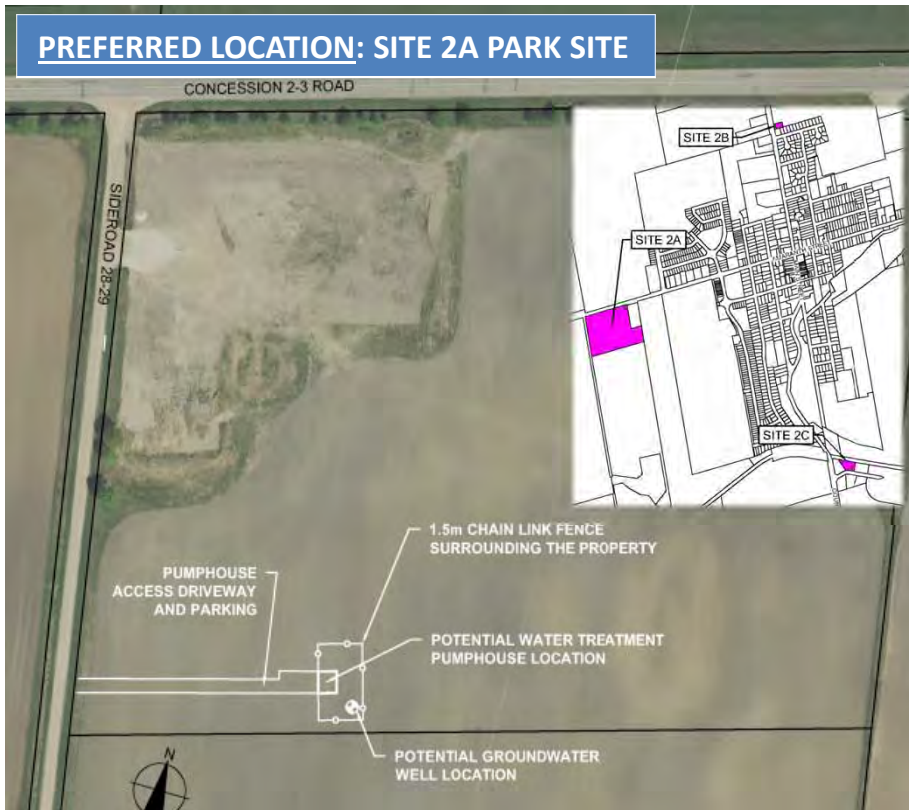 PREFERRED LOCATION: SITE 2A PARK SITE
CONCESSION 2-3 ROAD
SIDEROAD 28-29
SITE 2B
SITE 2A
SITE 2C
1.5m CHAIN LINK FENCE
SURROUNDING THE PROPERTY
PUMPHOUSE
ACCESS DRIVEWAY
AND PARKING
POTENTIAL WATER TREATMENT
PUMPHOUSE LOCATION
POTENTIAL GROUNDWATER
WELL LOCATION
N